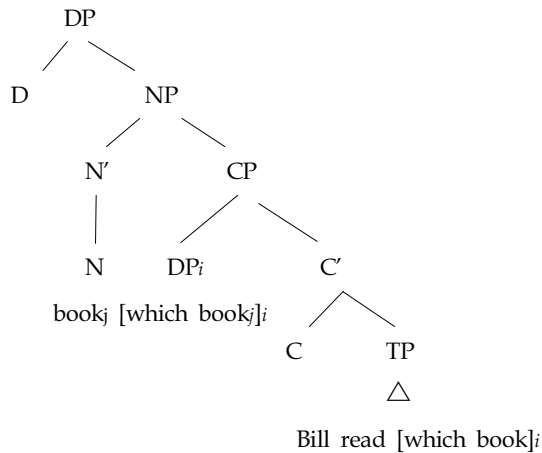 DP
D NP
N' CP
N DPi C'
bookj [which bookj]i
C TP
Bill read [which book]i